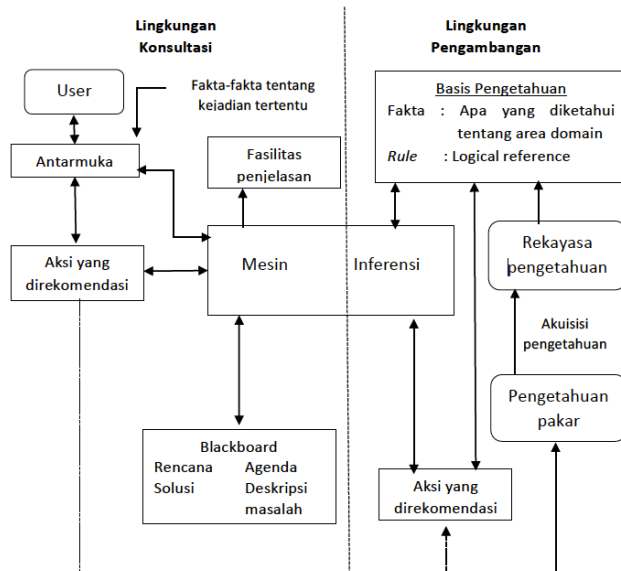 Lingkungan
Konsultasi
Lingkungan
Pengambangan
User
Fakta-fakta tentang
kejadian tertentu
Basis Pengetahuan
Fakta : Apa yang diketahui
tentang area domain
Rule : Logical reference
Antarmuka
Fasilitas
penjelasan
Aksi yang
direkomendasi
Mesin Inferensi
Rekayasa
pengetahuan
Akuisisi
pengetahuan
Pengetahuan
pakar
Blackboard
Rencana Agenda
Solusi Deskripsi
masalah
Aksi yang
direkomendasi